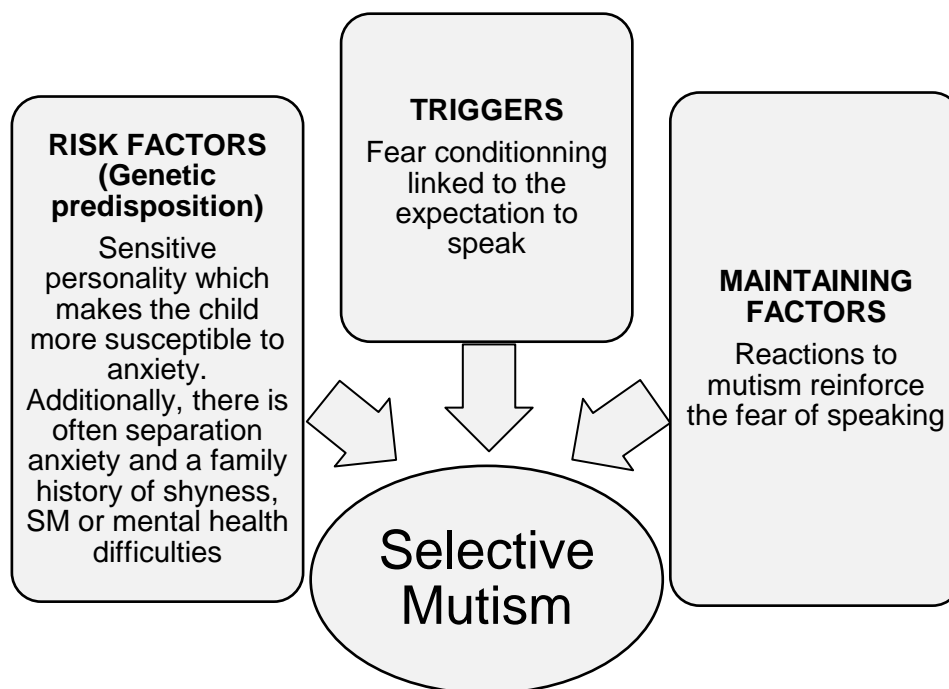 RISK FACTORS
(Genetic
predisposition)
Sensitive
personality which
makes the child
more susceptible to
anxiety.
Additionally, there is
often separation
anxiety and a family
history of shyness,
SM or mental health
difficulties
TRIGGERS
Fear conditionning
linked to the
expectation to
speak
MAINTAINING
FACTORS
Reactions to
mutism reinforce
the fear of speaking
Selective
Mutism